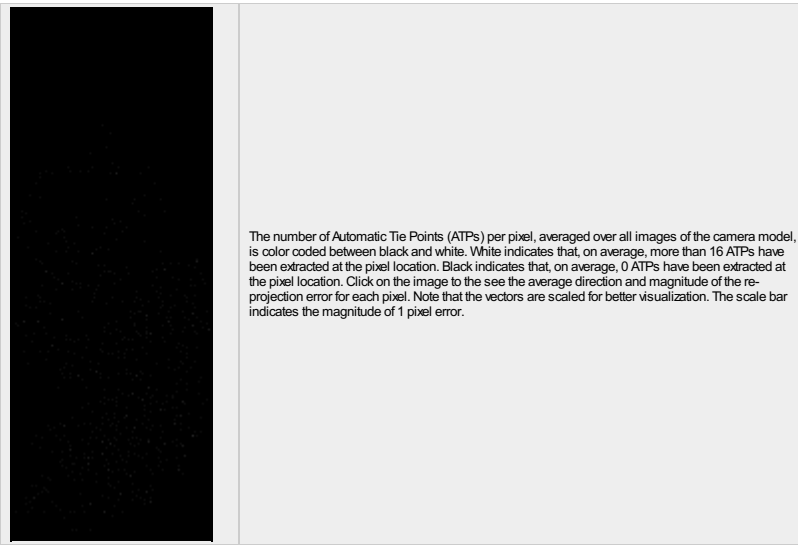 The number of Automatic Tie Points (ATPs) per pixel, averaged over all images of the camera model,
is color coded between black and white. White indicates that, on average, more than 16 ATPs have
been extracted at the pixel location. Black indicates that, on average, 0 ATPs have been extracted at
the pixel location. Click on the image to the see the average direction and magnitude of the re-
projection error for each pixel. Note that the vectors are scaled for better visualization. The scale bar
indicates the magnitude of 1 pixel error.